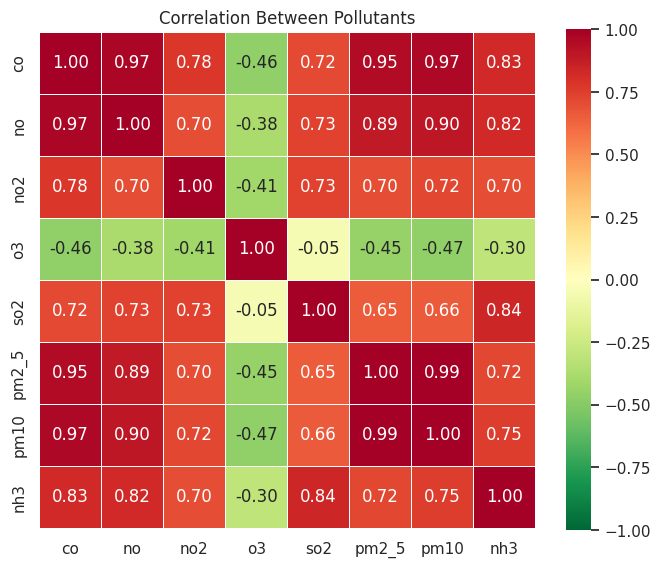 Correlation Between Pollutants
co 1.00 0.97 0.78 -0.46 0.72 0.95 0.97 0.83
no 0.97 1.00 0.70 -0.38 0.73 0.89 0.90 0.82
no2 0.78 0.70 1.00 -0.41 0.73 0.70 0.72 0.70
o3 -0.46 -0.38 -0.41 1.00 -0.05 -0.45 -0.47 -0.30
so2 0.72 0.73 0.73 -0.05 1.00 0.65 0.66 0.84
pm2_5 0.95 0.89 0.70 -0.45 0.65 1.00 0.99 0.72
pm10 0.97 0.90 0.72 -0.47 0.66 0.99 1.00 0.75
nh3 0.83 0.82 0.70 -0.30 0.84 0.72 0.75 1.00
co no no2 o3 so2 pm2_5 pm10 nh3
1.00
0.75
0.50
0.25
0.00
−0.25
−0.50
−0.75
−1.00